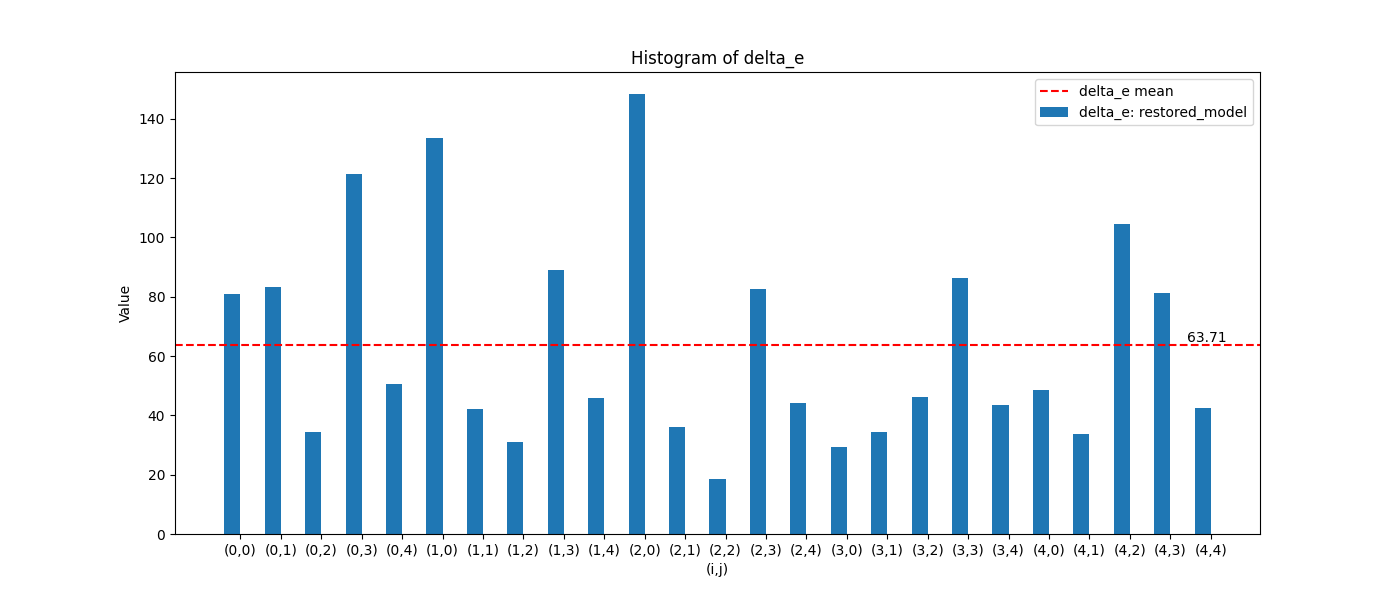 Histogram of delta_e
delta_e mean
delta_e: restored_model
140
120
100
80
60
40
20
0
Value
63.71
(0,0) (0,1) (0,2) (0,3) (0,4) (1,0) (1,1) (1,2) (1,3) (1,4) (2,0) (2,1) (2,2) (2,3) (2,4) (3,0) (3,1) (3,2) (3,3) (3,4) (4,0) (4,1) (4,2) (4,3) (4,4)
(i,j)